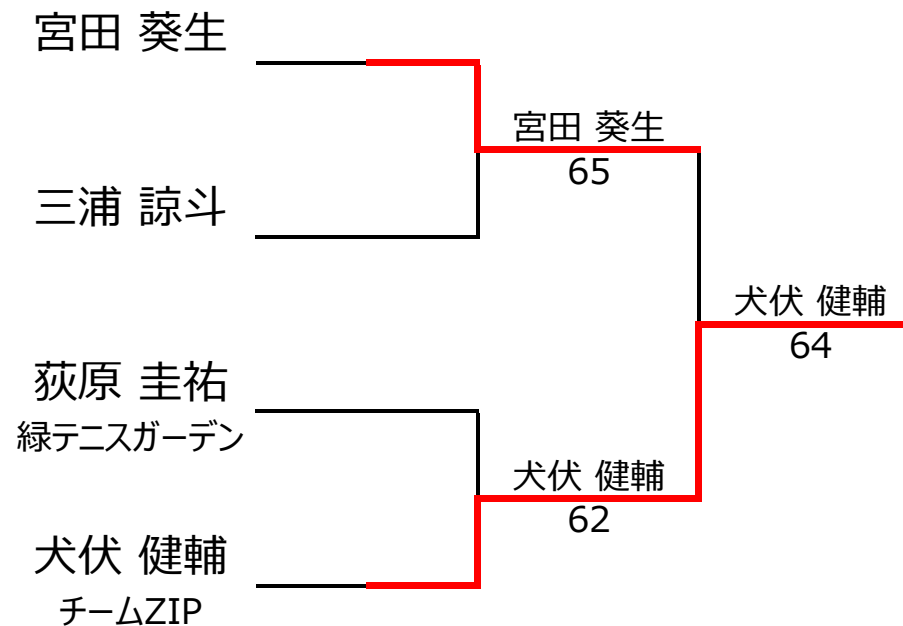 宮田 葵生
宮田 葵生
65
三浦 諒斗
犬伏 健輔
64
荻原 圭祐
緑テニスガーデン
犬伏 健輔
62
犬伏 健輔
チームZIP